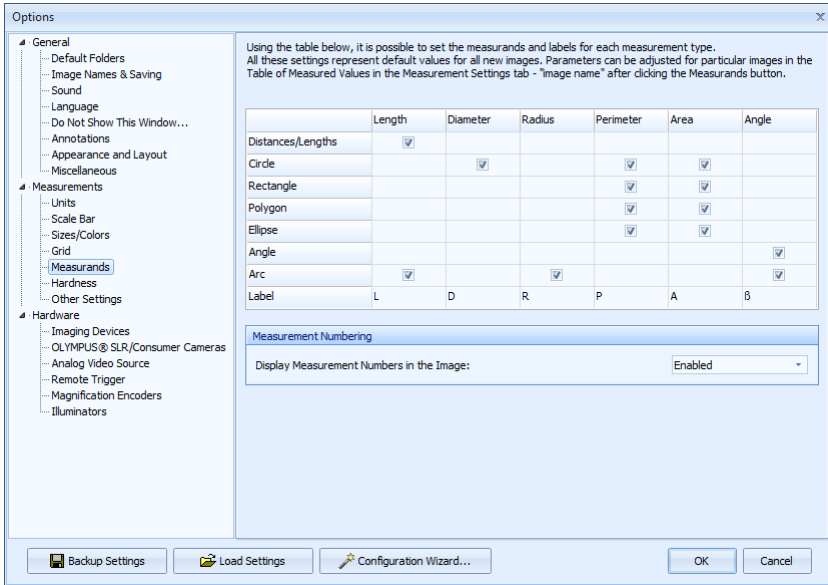 Options
x
General
Default Folders
Image Names & Saving
Sound
Language
Do Not Show This Window...
Annotations
Appearance and Layout
Miscellaneous
Measurements
Units
Scale Bar
Sizes/Colors
Grid
Measurands
Hardness
Other Settings
Hardware
Imaging Devices
OLYMPUS® SLR/Consumer Cameras
Analog Video Source
Remote Trigger
Magnification Encoders
Illuminators
Using the table below, it is possible to set the measurands and labels for each measurement type.
All these settings represent default values for all new images. Parameters can be adjusted for particular images in the
Table of Measured Values in the Measurement Settings tab - "image name" after clicking the Measurands button.
Length Diameter Radius Perimeter Area Angle
Distances/Lengths
Circle
Rectangle
Polygon
Ellipse
Angle
Arc
Label L D R P A ß
Measurement Numbering
Display Measurement Numbers in the Image: Enabled
Backup Settings Load Settings Configuration Wizard... OK Cancel